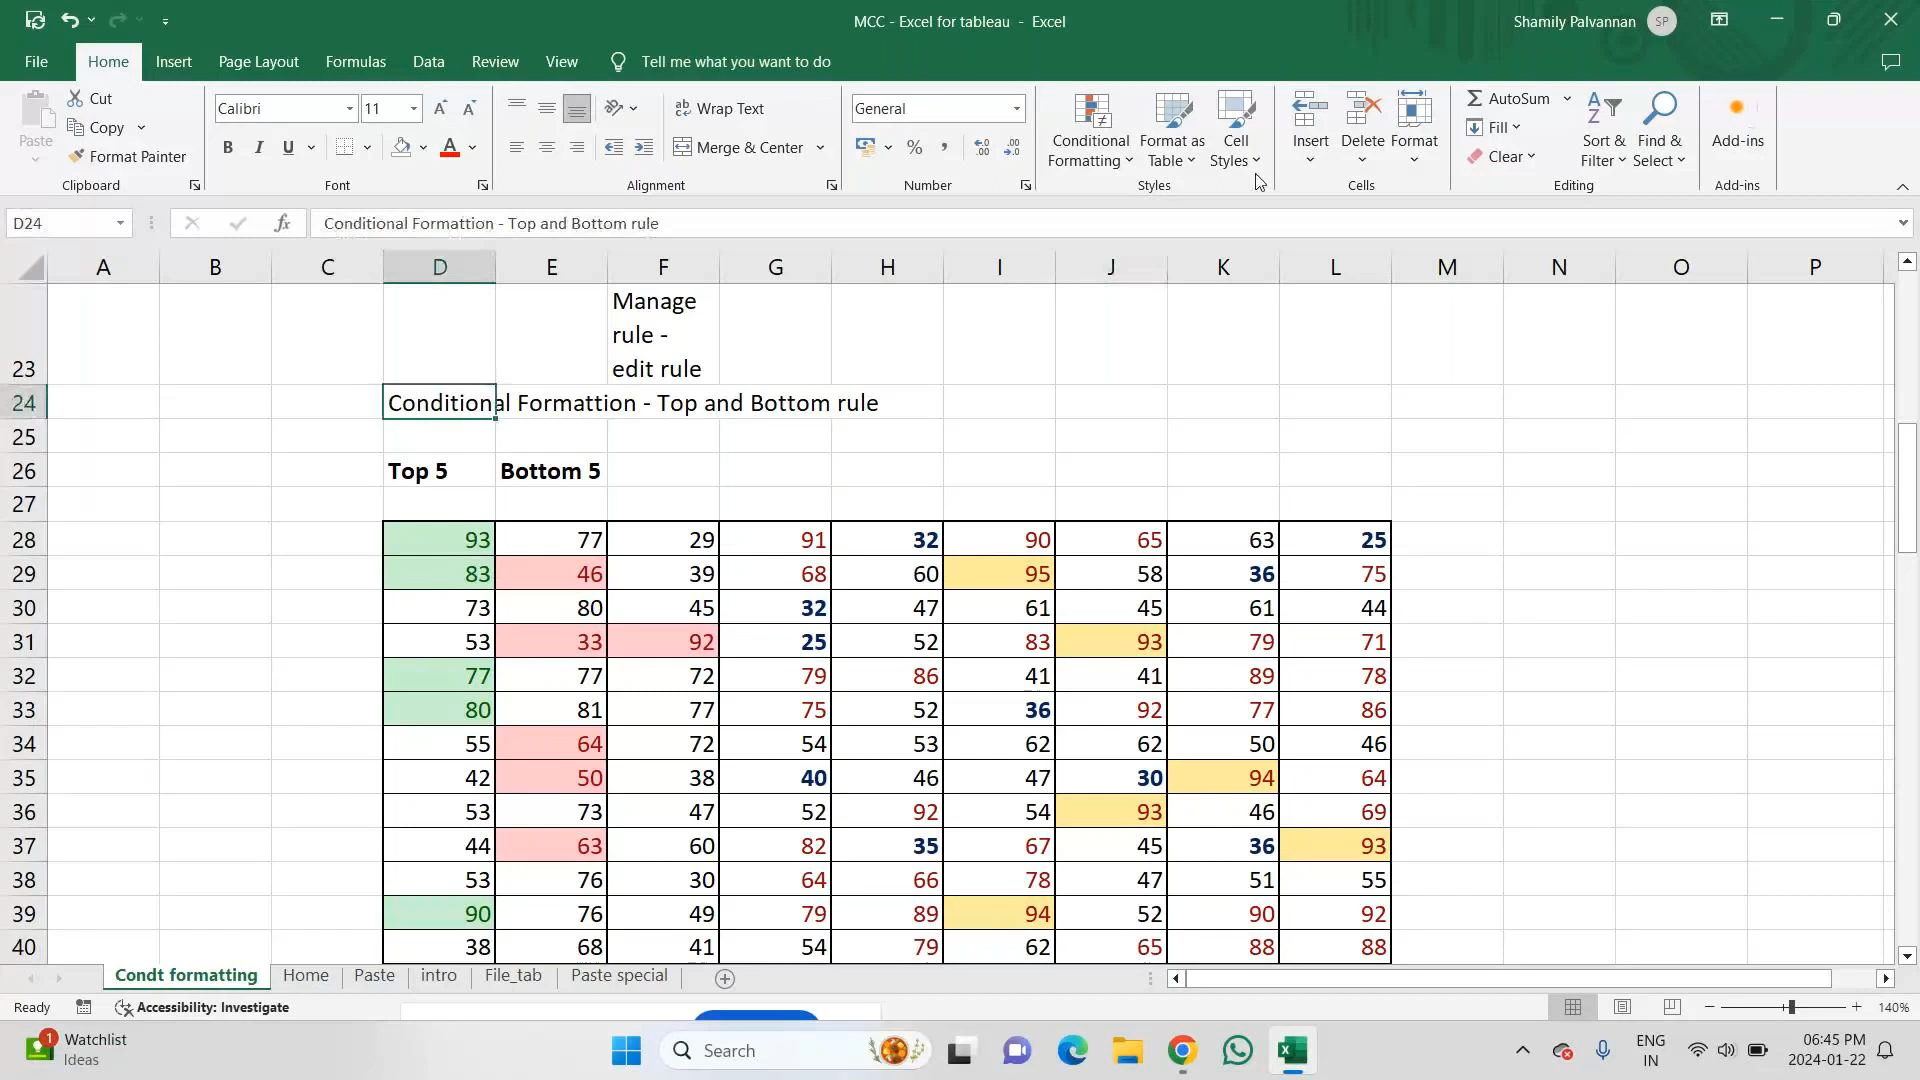 MCC - Excel for tableau - Excel
Shamily Palvannan
SP
File Home Insert Page Layout Formulas Data Review View Tell me what you want to do
Paste
Cut
Copy
Format Painter
Clipboard
Calibri 11
B I U A
Font
ab Wrap Text
Merge & Center
Alignment
General
% ,
Number
Conditional Formatting
Format as Table
Cell Styles
Styles
Insert Delete Format
Cells
AutoSum
Fill
Clear
Sort & Filter
Find & Select
Editing
Add-ins
Add-ins
D24 fx Conditional Formattion - Top and Bottom rule
A B C D E F G H I J K L M N O P
23 Manage rule - edit rule
24 Conditional Formattion - Top and Bottom rule
25
26 Top 5 Bottom 5
27
28 93 77 29 91 32 90 65 63 25
29 83 46 39 68 60 95 58 36 75
30 73 80 45 32 47 61 45 61 44
31 53 33 92 25 52 83 93 79 71
32 77 77 72 79 86 41 41 89 78
33 80 81 77 75 52 36 92 77 86
34 55 64 72 54 53 62 62 50 46
35 42 50 38 40 46 47 30 94 64
36 53 73 47 52 92 54 93 46 69
37 44 63 60 82 35 67 45 36 93
38 53 76 30 64 66 78 47 51 55
39 90 76 49 79 89 94 52 90 92
40 38 68 41 54 79 62 65 88 88
Condt formatting Home Paste intro File_tab Paste special
Ready Accessibility: Investigate 140%
1 Watchlist
Ideas
Search
ENG
IN
06:45 PM
2024-01-22